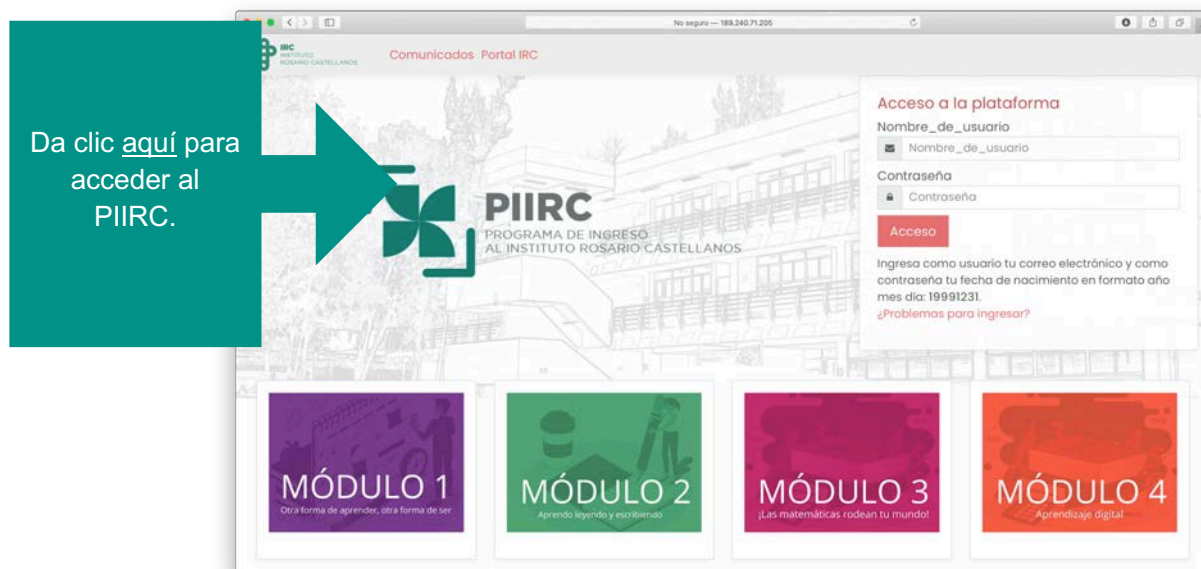 No seguro — 189.240.71.205
IRC
INSTITUTO
ROSARIO CASTELLANOS
Comunicados Portal IRC
Da clic aquí para
acceder al
PIIRC.
PIIRC
PROGRAMA DE INGRESO
AL INSTITUTO ROSARIO CASTELLANOS
Acceso a la plataforma
Nombre_de_usuario
Nombre_de_usuario
Contraseña
Contraseña
Acceso
Ingresa como usuario tu correo electrónico y como
contraseña tu fecha de nacimiento en formato año
mes día: 19991231.
¿Problemas para ingresar?
MÓDULO 1
Otra forma de aprender, otra forma de ser
MÓDULO 2
Aprendo leyendo y escribiendo
MÓDULO 3
¡Las matemáticas rodean tu mundo!
MÓDULO 4
Aprendizaje digital